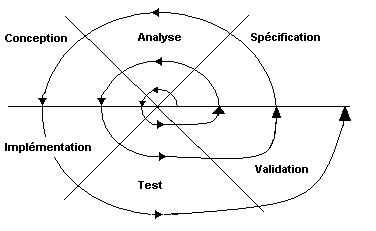 Conception
Analyse
Spécification
Implémentation
Test
Validation